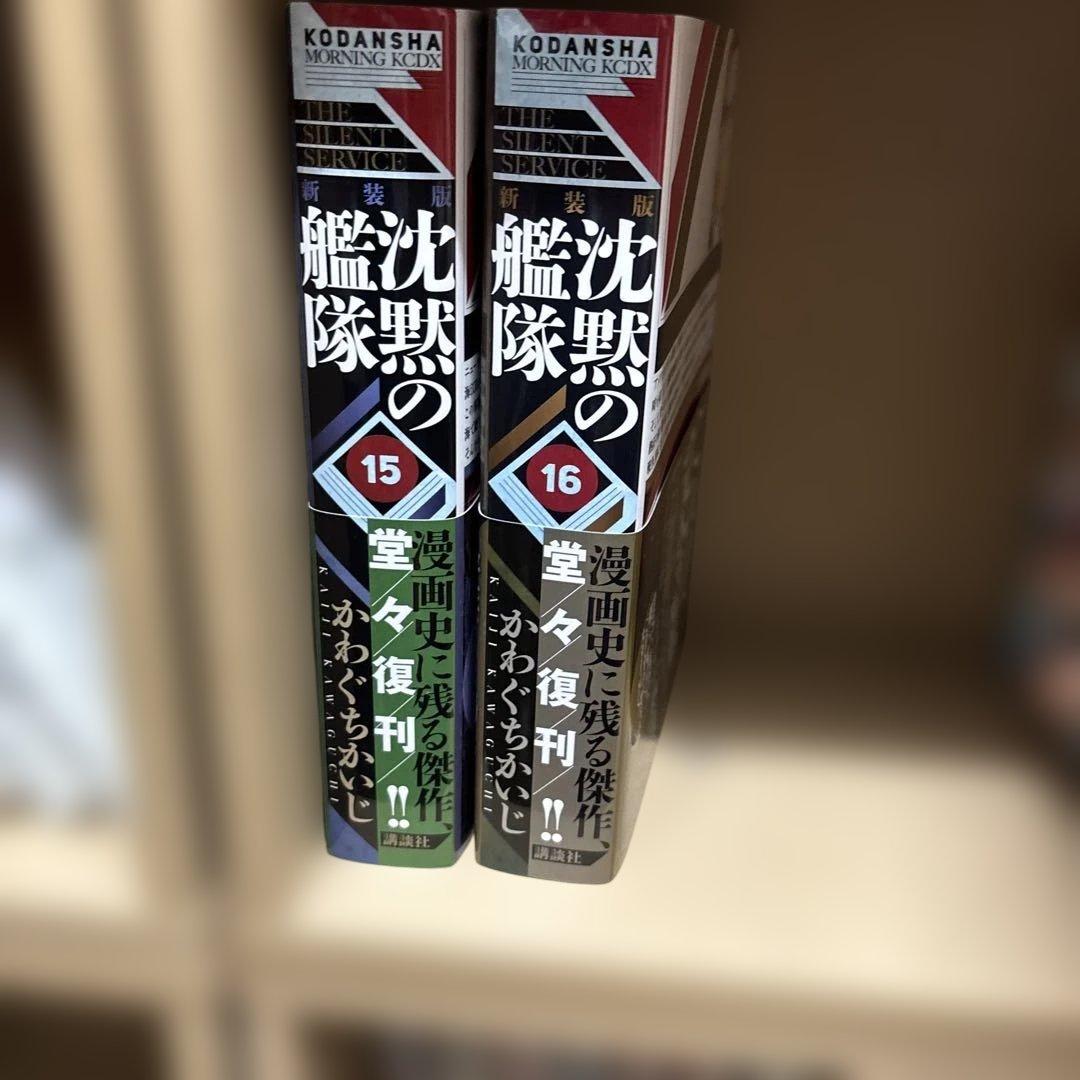 KODANSHA
MORNING KCDX
THE
SILENT
SERVICE
新装版
沈黙の
艦隊
15
漫画史に残る傑作、
堂々復刊!!
かわぐちかいじ
KAIJI KAWAGUCHI
講談社
KODANSHA
MORNING KCDX
THE
SILENT
SERVICE
新装版
沈黙の
艦隊
16
漫画史に残る傑作、
堂々復刊!!
かわぐちかいじ
KAIJI KAWAGUCHI
講談社